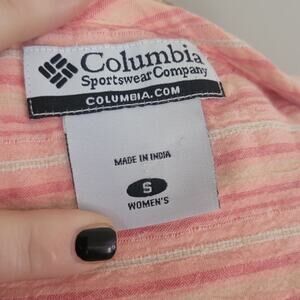 Columbia
Sportswear Company
COLUMBIA.COM
MADE IN INDIA
S
WOMEN'S